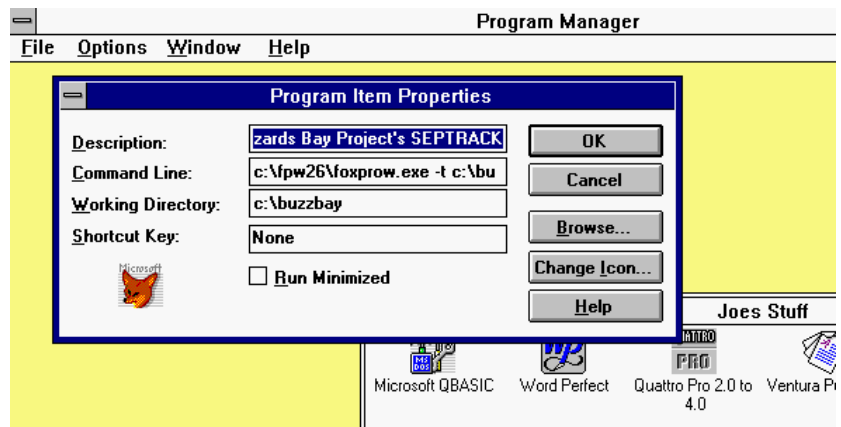 Program Manager
File Options Window Help
Program Item Properties
Description: zards Bay Project's SEPTRACK OK
Command Line: c:\fpw26\foxprow.exe -t c:\bu Cancel
Working Directory: c:\buzzbay
Shortcut Key: None Browse...
Microsoft Run Minimized Change Icon...
Help
Joes Stuff
MS DOS WP PRO
Microsoft QBASIC Word Perfect Quattro Pro 2.0 to 4.0 Ventura